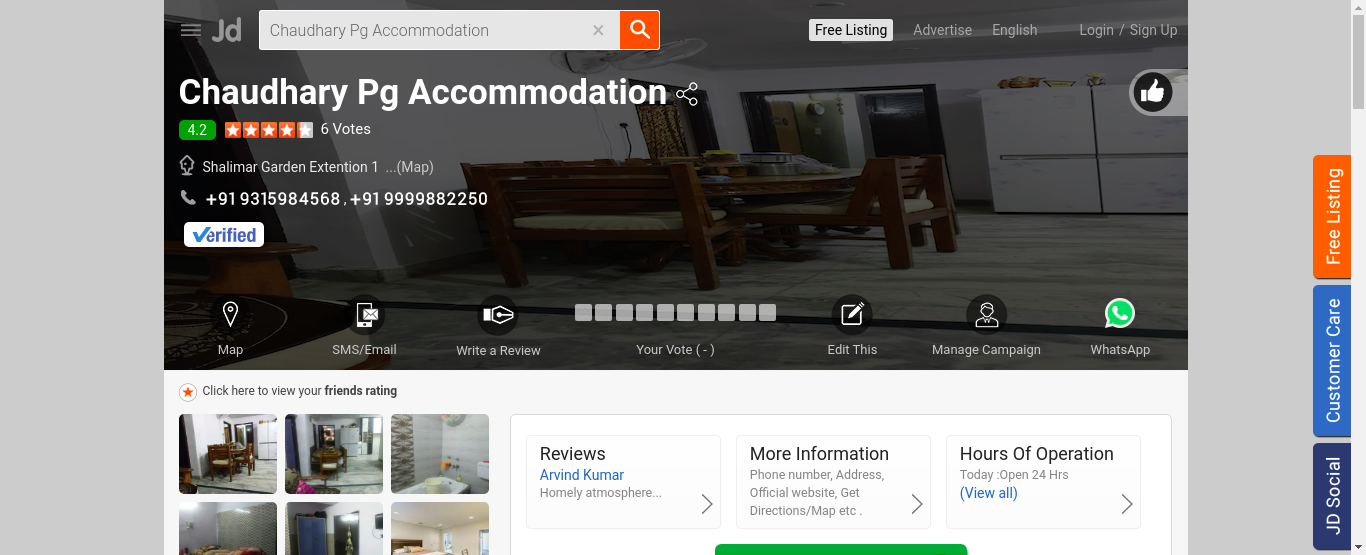 Jd Chaudhary Pg Accommodation × Free Listing Advertise English Login / Sign Up
Chaudhary Pg Accommodation
4.2 6 Votes
Shalimar Garden Extention 1 ...(Map)
+91 9315984568 , +91 9999882250
Verified
Map SMS/Email Write a Review Your Vote ( - ) Edit This Manage Campaign WhatsApp
Click here to view your friends rating
Reviews
Arvind Kumar
Homely atmosphere...
More Information
Phone number, Address,
Official website, Get
Directions/Map etc .
Hours Of Operation
Today :Open 24 Hrs
(View all)
Free Listing
Customer Care
JD Social